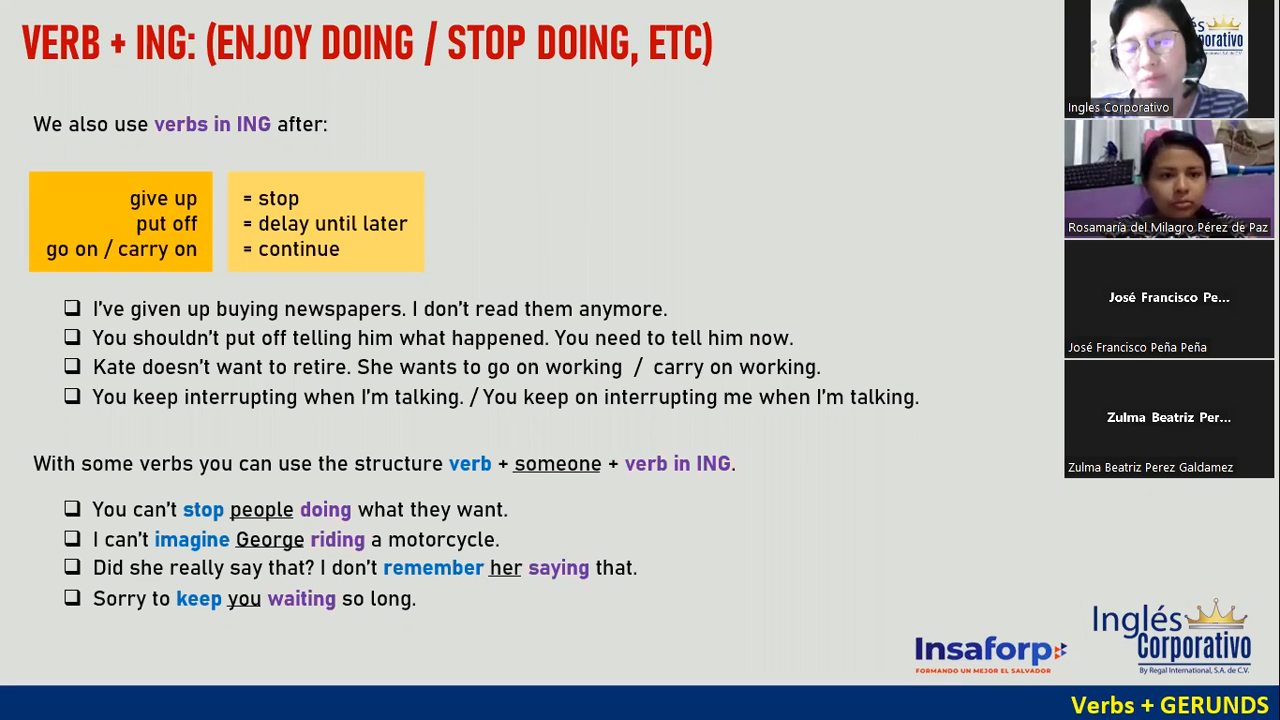 VERB + ING: (ENJOY DOING / STOP DOING, ETC)
We also use verbs in ING after:
give up = stop
put off = delay until later
go on / carry on = continue
❑ I've given up buying newspapers. I don't read them anymore.
❑ You shouldn't put off telling him what happened. You need to tell him now.
❑ Kate doesn't want to retire. She wants to go on working / carry on working.
❑ You keep interrupting when I'm talking. / You keep on interrupting me when I'm talking.
With some verbs you can use the structure verb + someone + verb in ING.
❑ You can't stop people doing what they want.
❑ I can't imagine George riding a motorcycle.
❑ Did she really say that? I don't remember her saying that.
❑ Sorry to keep you waiting so long.
Ingles Corporativo
Rosamaría del Milagro Pérez de Paz
José Francisco Pe...
José Francisco Peña Peña
Zulma Beatriz Per...
Zulma Beatriz Perez Galdamez
Insaforp
FORMANDO UN MEJOR EL SALVADOR
Inglés
Corporativo
By Regal International, S.A. de C.V.
Verbs + GERUNDS